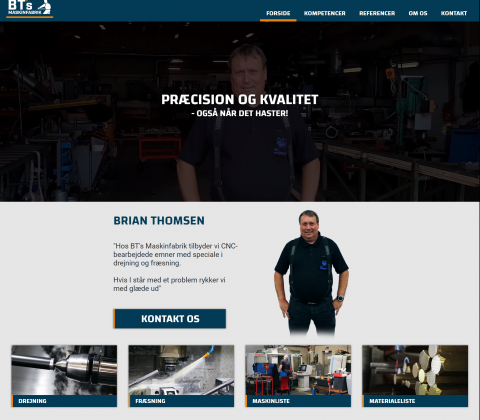 BTs
MASKINFABRIK
FORSIDE KOMPETENCER REFERENCER OM OS KONTAKT
PRÆCISION OG KVALITET
- OGSÅ NÅR DET HASTER!
BRIAN THOMSEN
"Hos BT's Maskinfabrik tilbyder vi CNC-
bearbejdede emner med speciale i
drejning og fræsning.
Hvis I står med et problem rykker vi
med glæde ud"
KONTAKT OS
DREJNING FRÆSNING MASKINLISTE MATERIALELISTE